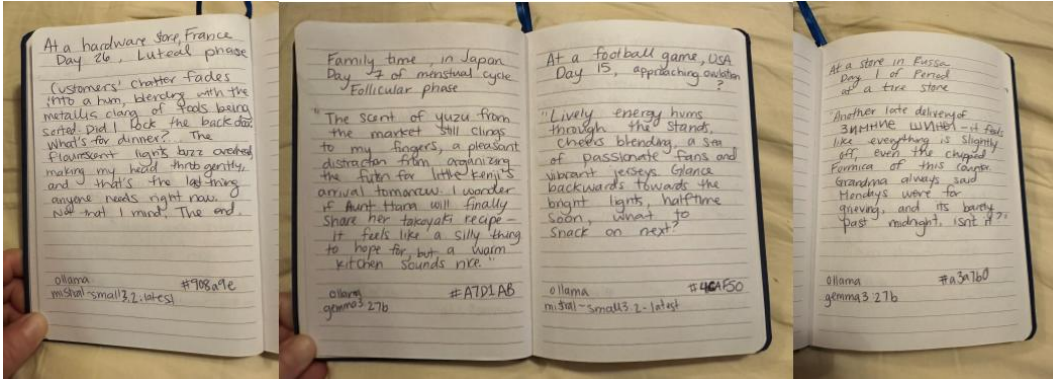 At a hardware store, France
Day 26, Luteal phase
Customers' chatter fades
into a hum, blending with the
metallic clang of tools being
sorted. Did I lock the back door?
What's for dinner? The
flourscent lights buzz overhead,
making my head throb gently,
and that's the last thing
anyone needs right now.
Not that I mind. The end.
ollama #908a9e
mistral-small3.2-latest
Family time, in Japan
Day 7 of menstrual cycle
Follicular phase
"The scent of yuzu from
the market still clings
to my fingers, a pleasant
distraction from organizing
the futon for little Kenji's
arrival tomorrow. I wonder
if Aunt Hana will finally
share her takoyaki recipe –
it feels like a silly thing
to hope for, but a warm
kitchen sounds nice."
ollama #A7D1AB
gemma3:27b
At a football game, USA
Day 15, approaching ovulation
?
"Lively energy hums
through the stands,
cheers blending, a sea
of passionate fans and
vibrant jerseys. Glance
backwards towards the
bright lights, halftime
soon, what to
snack on next?
ollama #4CAF50
mistral-small3.2-latest
At a store in Russa
Day 1 of Period
of a tire store
Another late delivery of
зимние шины – it feels
like everything is slightly
off, even the chipped
Formica of this counter.
Grandma always said
Mondays were for
grieving, and its barely
past midnight, isn't it?"
ollama #a3a7b0
gemma3:27b